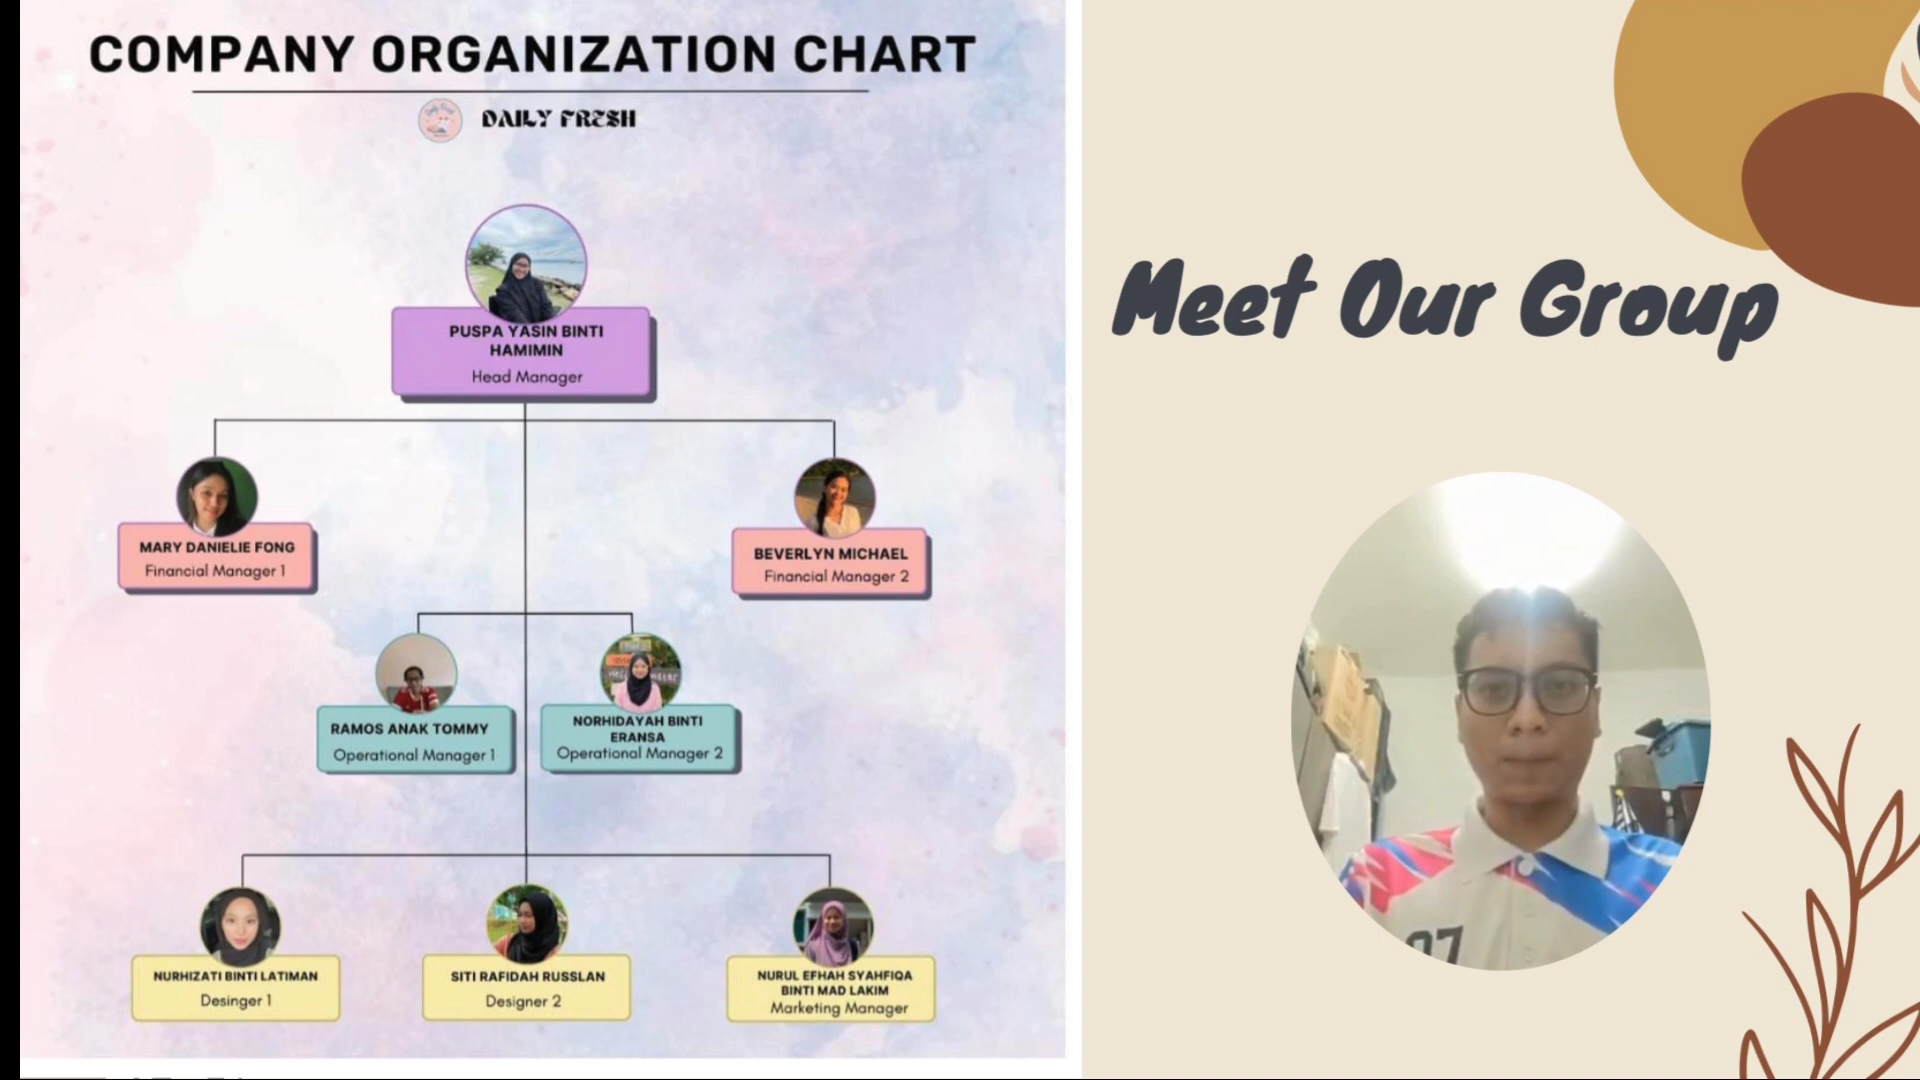 COMPANY ORGANIZATION CHART
DAILY FRESH
PUSPA YASIN BINTI
HAMIMIN
Head Manager
MARY DANIELIE FONG
Financial Manager 1
BEVERLYN MICHAEL
Financial Manager 2
RAMOS ANAK TOMMY
Operational Manager 1
NORHIDAYAH BINTI
ERANSA
Operational Manager 2
NURHIZATI BINTI LATIMAN
Desinger 1
SITI RAFIDAH RUSSLAN
Designer 2
NURUL EFHAH SYAHFIQA
BINTI MAD LAKIM
Marketing Manager
Meet Our Group
07